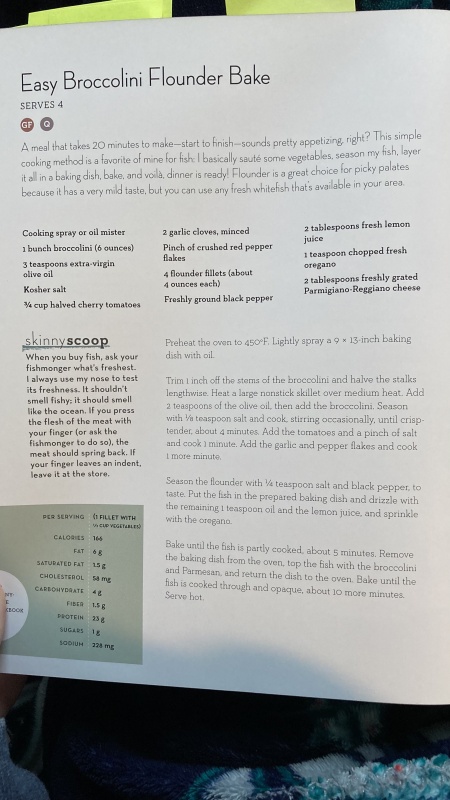 Easy Broccolini Flounder Bake
SERVES 4
GF Q
A meal that takes 20 minutes to make—start to finish—sounds pretty appetizing, right? This simple
cooking method is a favorite of mine for fish: I basically sauté some vegetables, season my fish, layer
it all in a baking dish, bake, and voilà, dinner is ready! Flounder is a great choice for picky palates
because it has a very mild taste, but you can use any fresh whitefish that's available in your area.
Cooking spray or oil mister
1 bunch broccolini (6 ounces)
3 teaspoons extra-virgin
olive oil
Kosher salt
¾ cup halved cherry tomatoes
2 garlic cloves, minced
Pinch of crushed red pepper
flakes
4 flounder fillets (about
4 ounces each)
Freshly ground black pepper
2 tablespoons fresh lemon
juice
1 teaspoon chopped fresh
oregano
2 tablespoons freshly grated
Parmigiano-Reggiano cheese
skinnyscoop
When you buy fish, ask your
fishmonger what's freshest.
I always use my nose to test
its freshness. It shouldn't
smell fishy; it should smell
like the ocean. If you press
the flesh of the meat with
your finger (or ask the
fishmonger to do so), the
meat should spring back. If
your finger leaves an indent,
leave it at the store.
PER SERVING (1 FILLET WITH
½ CUP VEGETABLES)
CALORIES 166
FAT 6 g
SATURATED FAT 1.5 g
CHOLESTEROL 58 mg
CARBOHYDRATE 4 g
FIBER 1.5 g
PROTEIN 23 g
SUGARS 1 g
SODIUM 228 mg
Preheat the oven to 450ºF. Lightly spray a 9 × 13-inch baking
dish with oil.
Trim 1 inch off the stems of the broccolini and halve the stalks
lengthwise. Heat a large nonstick skillet over medium heat. Add
2 teaspoons of the olive oil, then add the broccolini. Season
with ⅛ teaspoon salt and cook, stirring occasionally, until crisp-
tender, about 4 minutes. Add the tomatoes and a pinch of salt
and cook 1 minute. Add the garlic and pepper flakes and cook
1 more minute.
Season the flounder with ¼ teaspoon salt and black pepper, to
taste. Put the fish in the prepared baking dish and drizzle with
the remaining 1 teaspoon oil and the lemon juice, and sprinkle
with the oregano.
Bake until the fish is partly cooked, about 5 minutes. Remove
the baking dish from the oven, top the fish with the broccolini
and Parmesan, and return the dish to the oven. Bake until the
fish is cooked through and opaque, about 10 more minutes.
Serve hot.